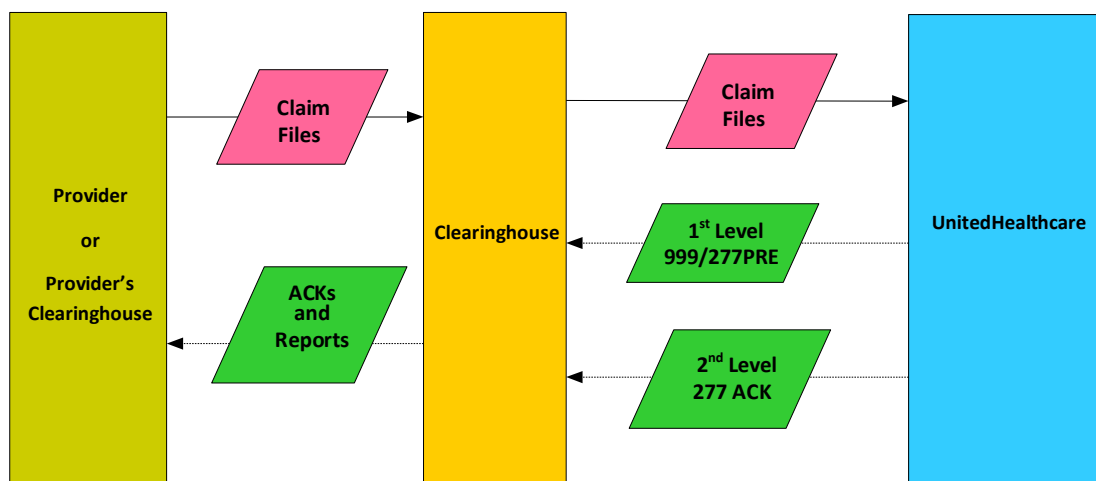 Provider
or
Provider's
Clearinghouse
Claim
Files
ACKs
and
Reports
Clearinghouse
Claim
Files
1st Level
999/277PRE
2nd Level
277 ACK
UnitedHealthcare